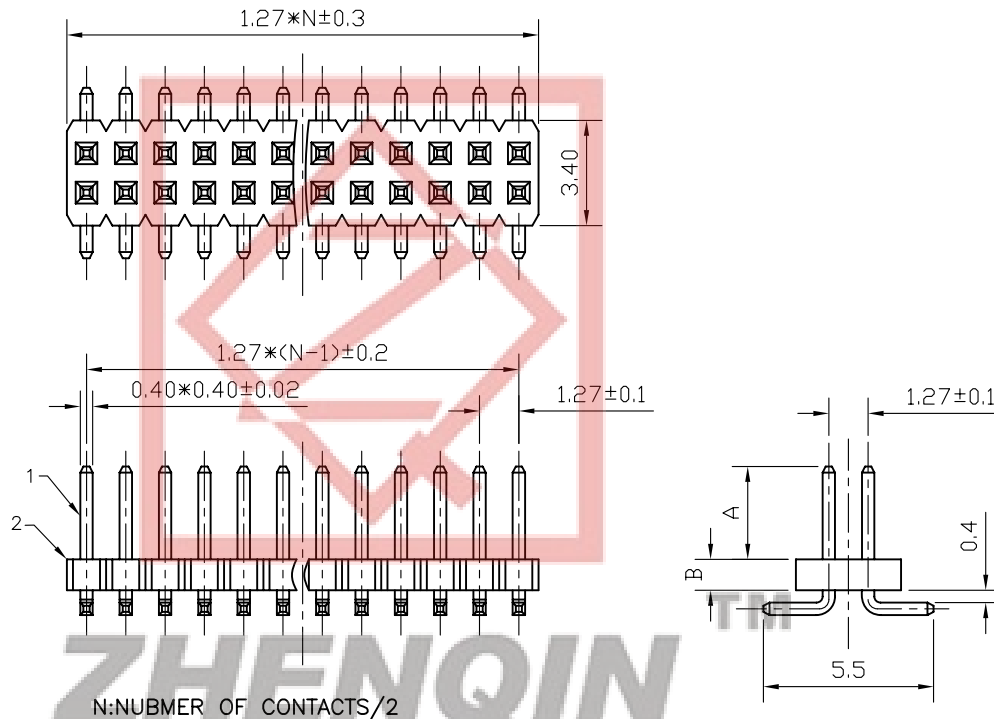 1.27*N±0.3
3.40
1.27*(N-1)±0.2
0.40*0.40±0.02
1.27±0.1
1.27±0.1
1
2
A
B
0.4
5.5
TM
ZHENQIN
N:NUBMER OF CONTACTS/2